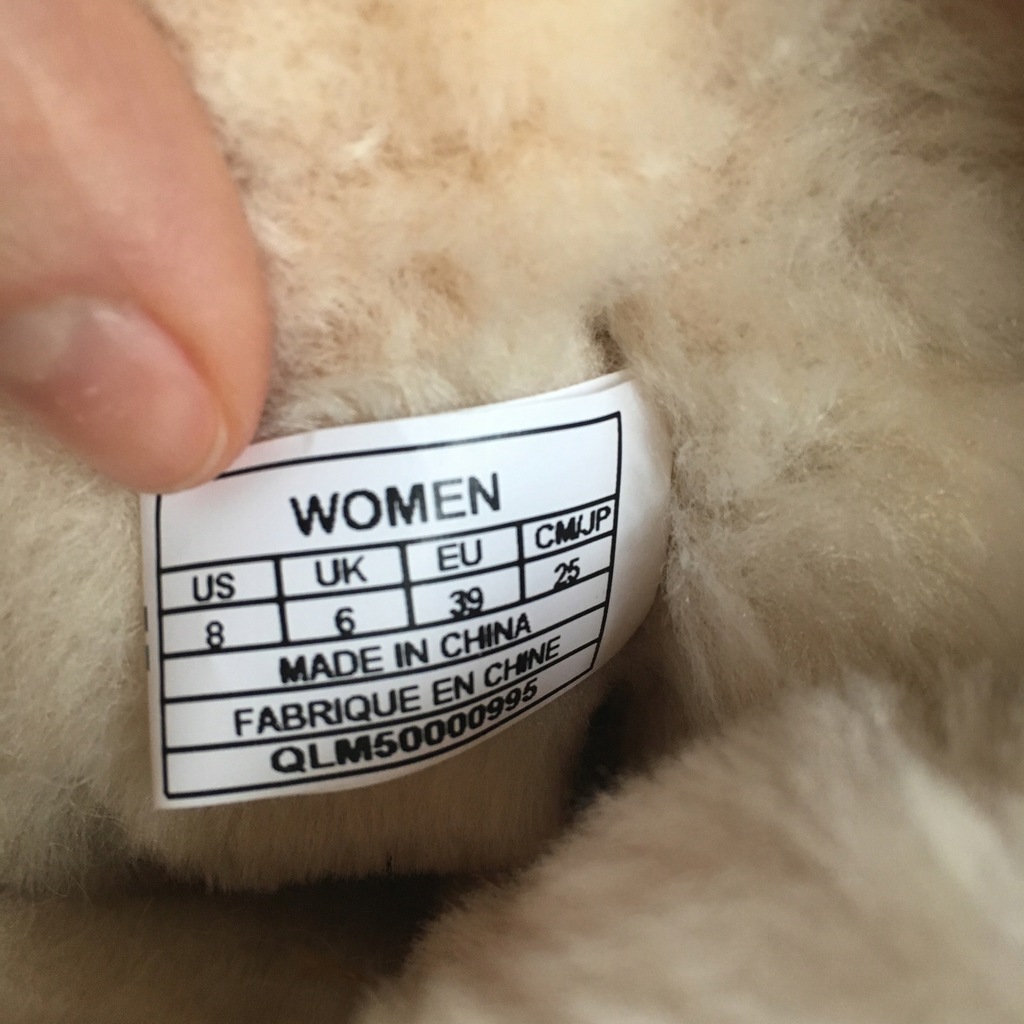 WOMEN
US UK EU CM/JP
8 6 39 25
MADE IN CHINA
FABRIQUE EN CHINE
QLM50000995